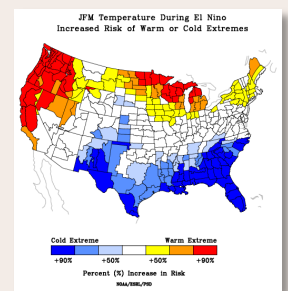 JFM Temperature During El Nino
Increased Risk of Warm or Cold Extremes
Cold Extreme Warm Extreme
+90% +50% +50% +90%
Percent (%) Increase in Risk
NOAA/ESRL/PSD